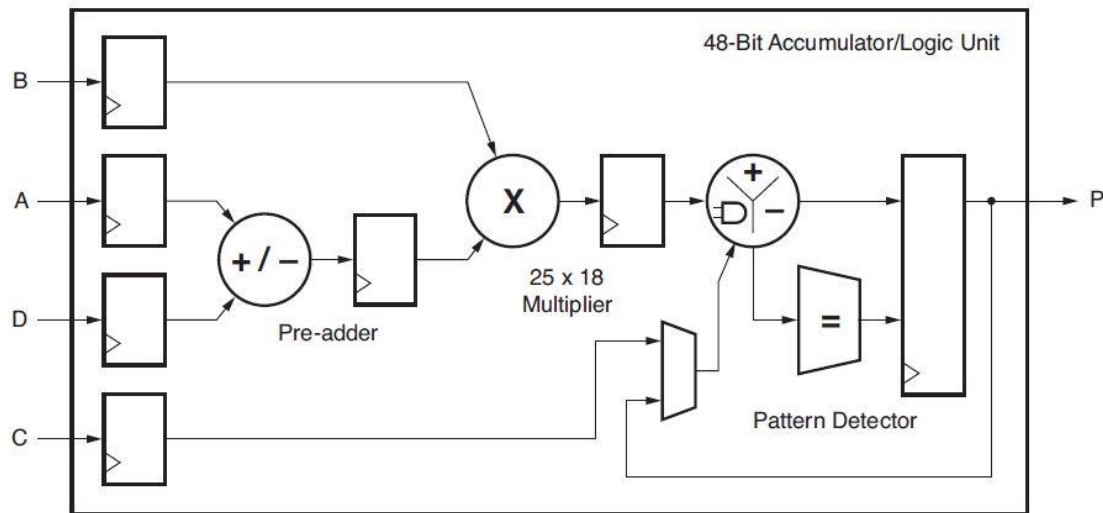 48-Bit Accumulator/Logic Unit
B
A
D
C
+ / −
Pre-adder
X
25 x 18
Multiplier
+
−
=
Pattern Detector
P